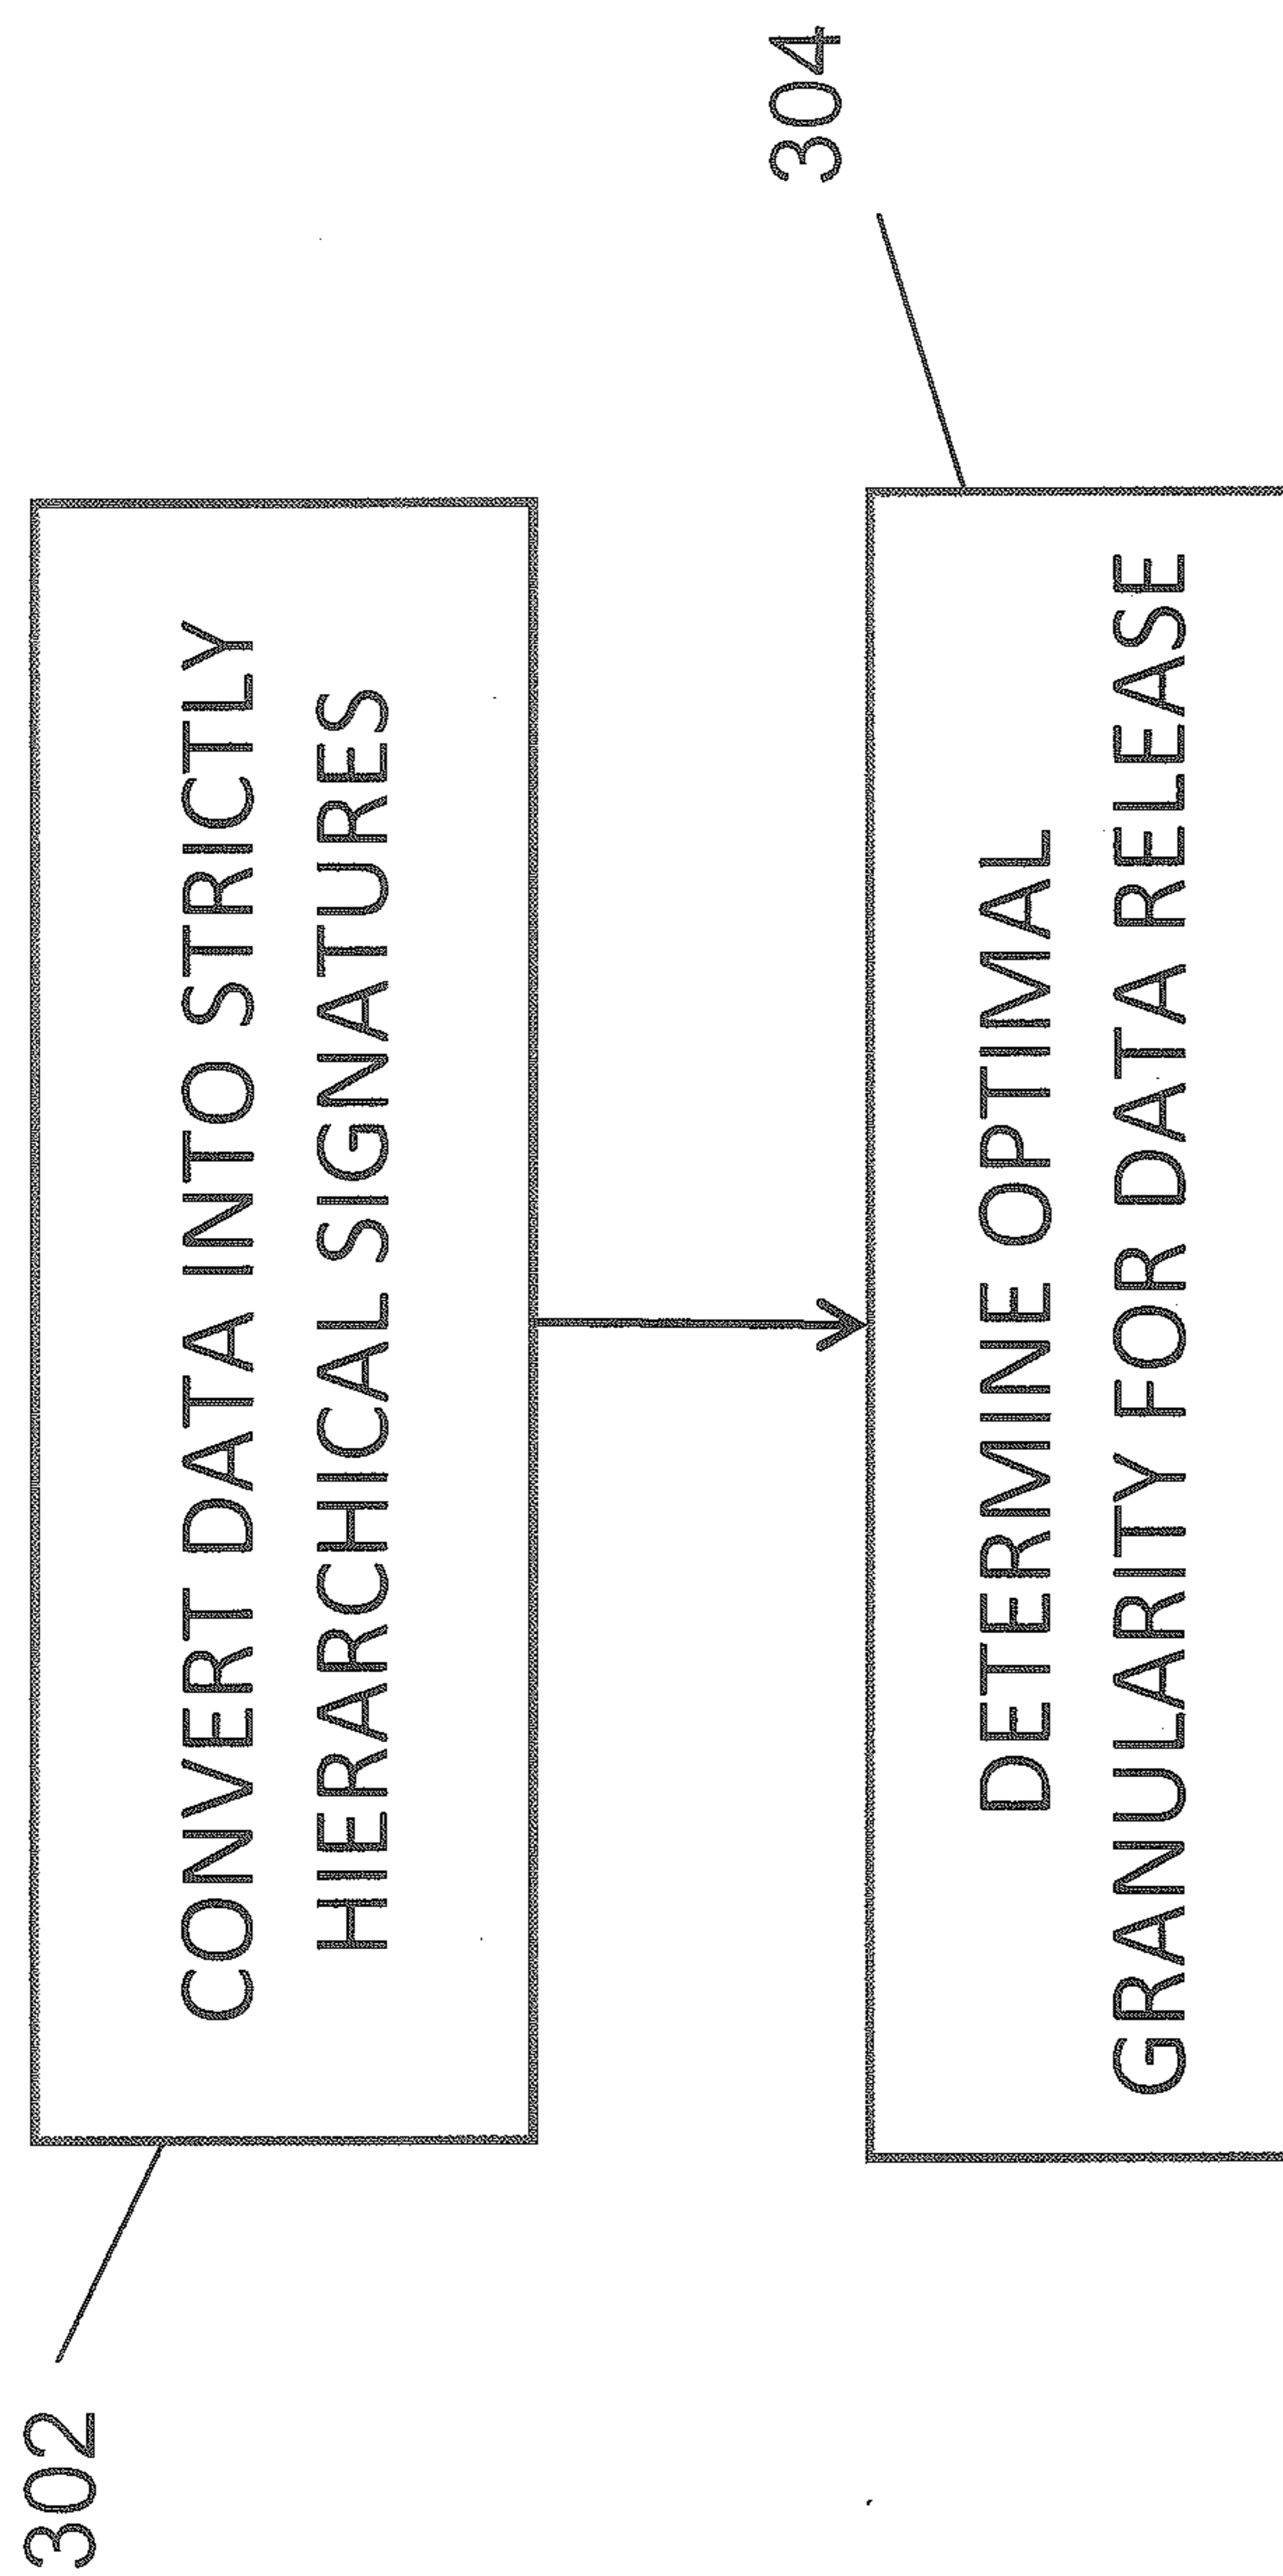 302
CONVERT DATA INTO STRICTLY
HIERARCHICAL SIGNATURES
304
DETERMINE OPTIMAL
GRANULARITY FOR DATA RELEASE